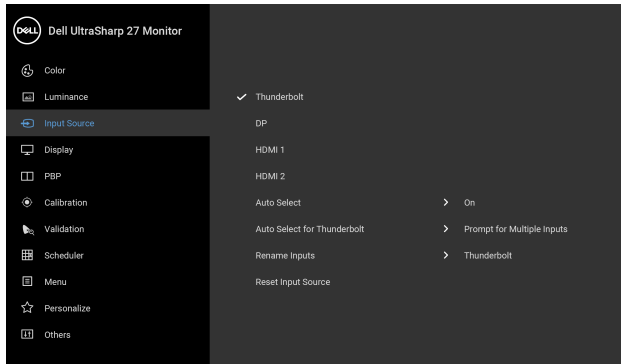 DELL Dell UltraSharp 27 Monitor
Color
Luminance
Thunderbolt
Input Source
DP
Display
HDMI 1
PBP
HDMI 2
Calibration
Auto Select
On
Validation
Auto Select for Thunderbolt
Prompt for Multiple Inputs
Scheduler
Rename Inputs
Thunderbolt
Menu
Reset Input Source
Personalize
Others